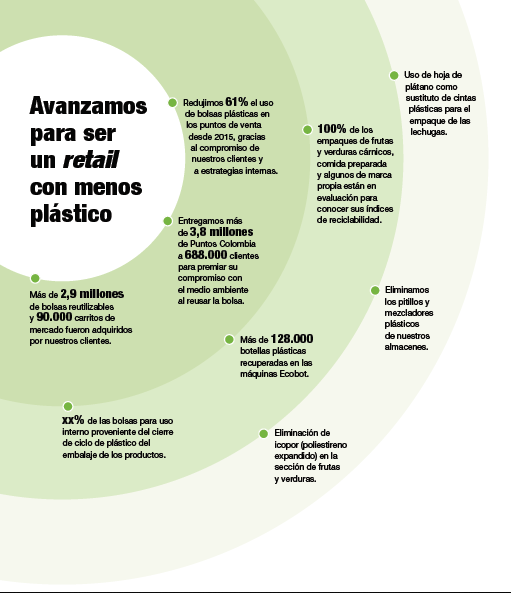 Avanzamos
para ser
un retail
con menos
plástico
Redujimos 61% el uso
de bolsas plásticas en
los puntos de venta
desde 2015, gracias
al compromiso de
nuestros clientes y
a estrategias internas.
Entregamos más
de 3,8 millones
de Puntos Colombia
a 688.000 clientes
para premiar su
compromiso con
el medio ambiente
al reusar la bolsa.
Más de 2,9 millones
de bolsas reutilizables
y 90.000 carritos de
mercado fueron adquiridos
por nuestros clientes.
100% de los
empaques de frutas
y verduras cárnicos,
comida preparada
y algunos de marca
propia están en
evaluación para
conocer sus índices
de reciclabilidad.
Más de 128.000
botellas plásticas
recuperadas en las
máquinas Ecobot.
xx% de las bolsas para uso
interno proveniente del cierre
de ciclo de plástico del
embalaje de los productos.
Uso de hoja de
plátano como
sustituto de cintas
plásticas para el
empaque de las
lechugas.
Eliminamos
los pitillos y
mezcladores
plásticos
de nuestros
almacenes.
Eliminación de
icopor (poliestireno
expandido) en la
sección de frutas
y verduras.